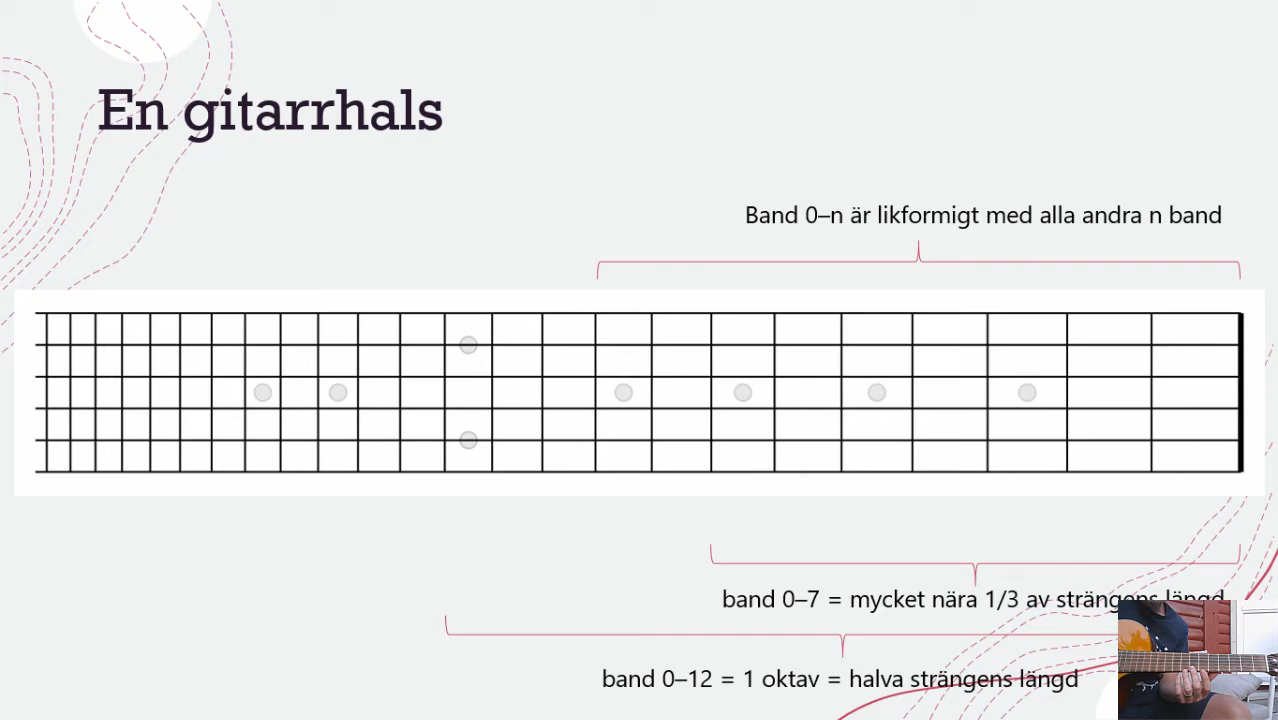 En gitarrhals
Band 0–n är likformigt med alla andra n band
band 0–7 = mycket nära 1/3 av strängens längd
band 0–12 = 1 oktav = halva strängens längd